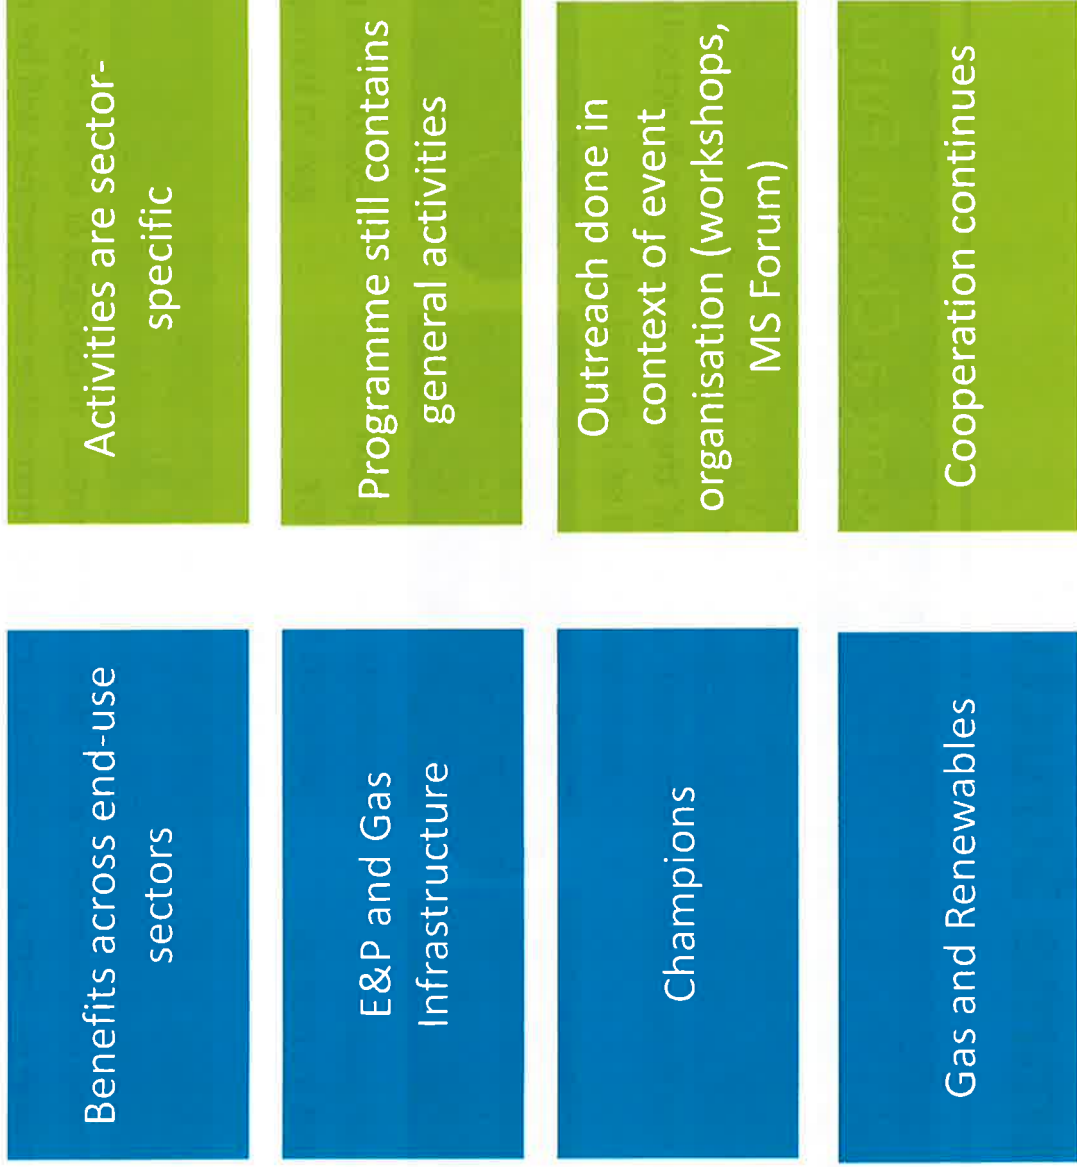 Benefits across end-use
sectors
Activities are sector-
specific
E&P and Gas
Infrastructure
Programme still contains
general activities
Champions
Outreach done in
context of event
organisation (workshops,
MS Forum)
Gas and Renewables
Cooperation continues